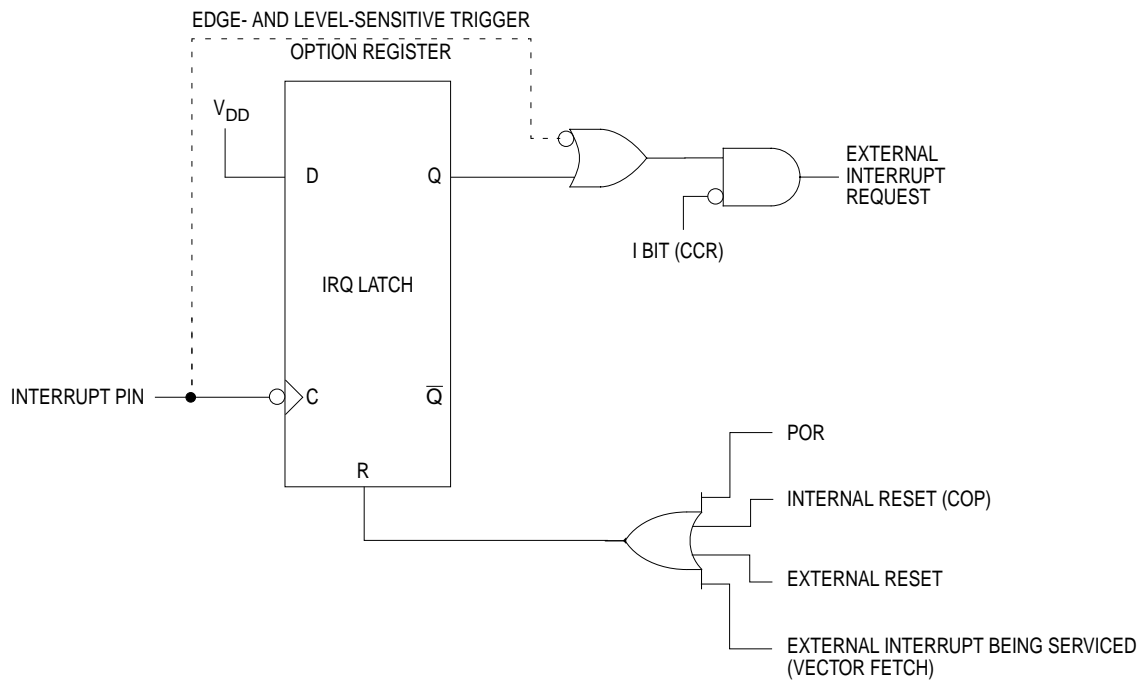 EDGE- AND LEVEL-SENSITIVE TRIGGER
OPTION REGISTER
VDD
D
Q
EXTERNAL
INTERRUPT
REQUEST
I BIT (CCR)
IRQ LATCH
INTERRUPT PIN
C
Q̅
R
POR
INTERNAL RESET (COP)
EXTERNAL RESET
EXTERNAL INTERRUPT BEING SERVICED
(VECTOR FETCH)